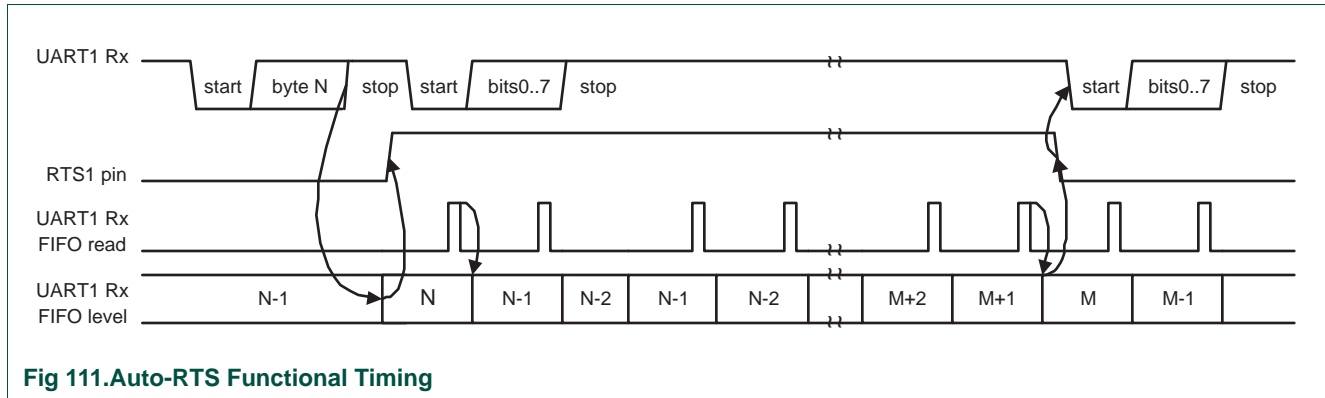 UART1 Rx
start byte N stop start bits0..7 stop start bits0..7 stop
RTS1 pin
UART1 Rx
FIFO read
UART1 Rx
FIFO level
N-1 N N-1 N-2 N-1 N-2 M+2 M+1 M M-1
Fig 111.Auto-RTS Functional Timing